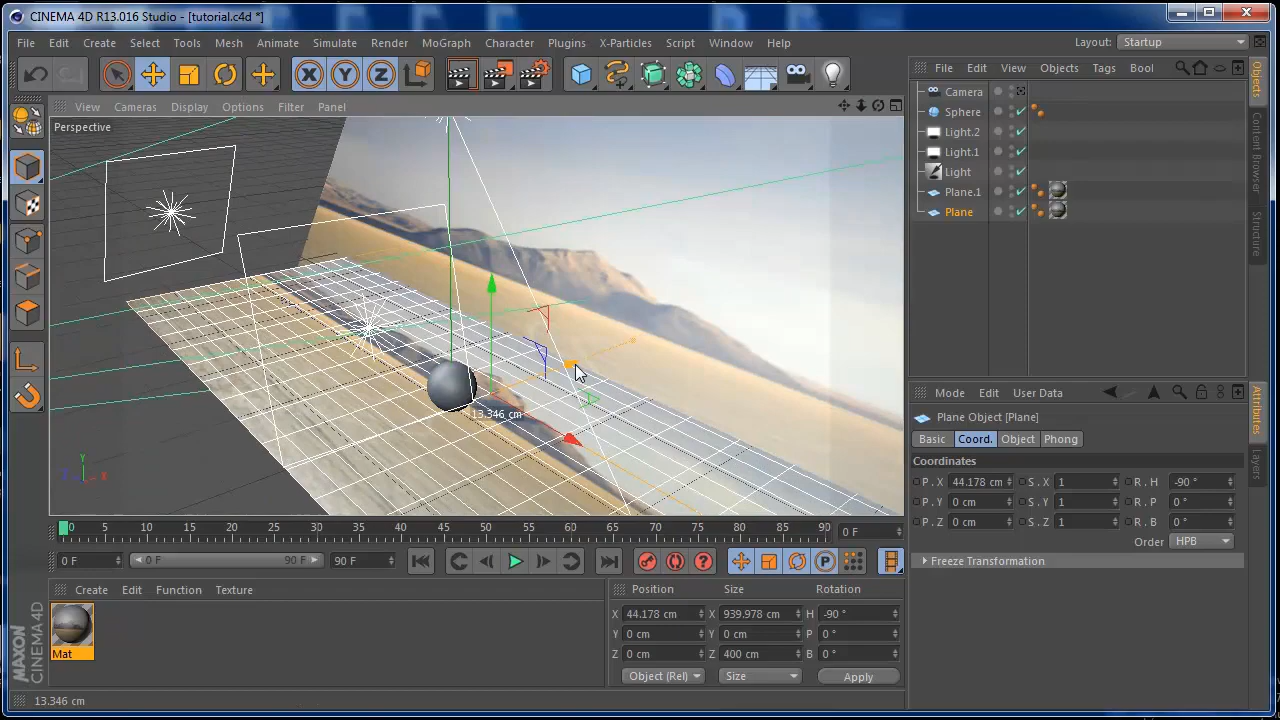 CINEMA 4D R13.016 Studio - [tutorial.c4d *]
File Edit Create Select Tools Mesh Animate Simulate Render MoGraph Character Plugins X-Particles Script Window Help Layout: Startup
X Y Z
File Edit View Objects Tags Bool
View Cameras Display Options Filter Panel
Perspective
Camera
Sphere
Light.2
Light.1
Light
Plane.1
Plane
Objects
Content Browser
Structure
13.346 cm
Y
Z X
Mode Edit User Data
Plane Object [Plane]
Basic Coord. Object Phong
Coordinates
P . X 44.178 cm S . X 1 R . H -90 °
P . Y 0 cm S . Y 1 R . P 0 °
P . Z 0 cm S . Z 1 R . B 0 °
Order HPB
Freeze Transformation
Attributes
Layers
0 5 10 15 20 25 30 35 40 45 50 55 60 65 70 75 80 85 90 0 F
0 F 0 F 90 F 90 F
P
Create Edit Function Texture
Mat
Position Size Rotation
X 44.178 cm X 939.978 cm H -90 °
Y 0 cm Y 0 cm P 0 °
Z 0 cm Z 400 cm B 0 °
Object (Rel) Size Apply
MAXON
CINEMA 4D
13.346 cm